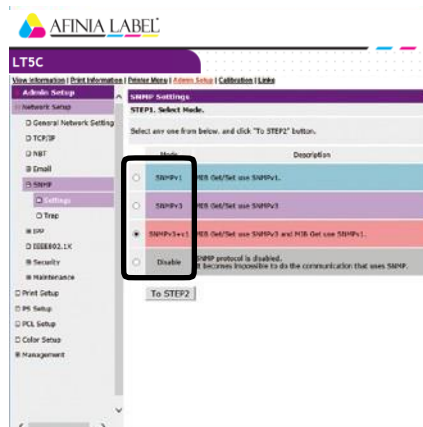 AFINIA LABEL
LT5C
View Information | Print Information | Printer Menu | Admin Setup | Calibration | Links
Admin Setup
Network Setup
General Network Setting
TCP/IP
NBT
Email
SNMP
Settings
Trap
IPP
IEEE802.1X
Security
Maintenance
Print Setup
PS Setup
PCL Setup
Color Setup
Management
SNMP Settings
STEP1. Select Mode.
Select any one from below, and click "To STEP2" button.
Mode Description
SNMPv1 MIB Get/Set use SNMPv1.
SNMPv3 MIB Get/Set use SNMPv3
SNMPv3+v1 MIB Get/Set use SNMPv3 and MIB Get use SNMPv1.
Disable SNMP protocol is disabled.
It becomes impossible to do the communication that uses SNMP.
To STEP2